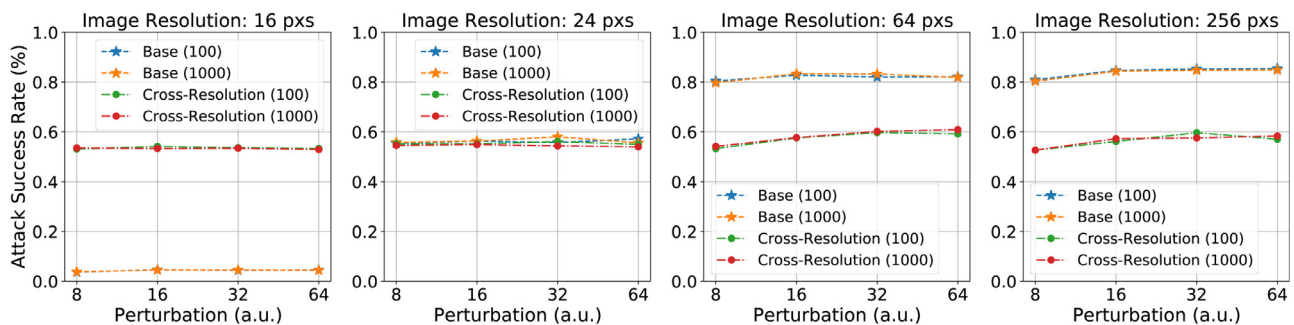 Image Resolution: 16 pxs
Attack Success Rate (%)
1.0
0.8
0.6
0.4
0.2
0.0
Base (100)
Base (1000)
Cross-Resolution (100)
Cross-Resolution (1000)
8 16 32 64
Perturbation (a.u.)
Image Resolution: 24 pxs
1.0
0.8
0.6
0.4
0.2
0.0
Base (100)
Base (1000)
Cross-Resolution (100)
Cross-Resolution (1000)
8 16 32 64
Perturbation (a.u.)
Image Resolution: 64 pxs
1.0
0.8
0.6
0.4
0.2
0.0
Base (100)
Base (1000)
Cross-Resolution (100)
Cross-Resolution (1000)
8 16 32 64
Perturbation (a.u.)
Image Resolution: 256 pxs
1.0
0.8
0.6
0.4
0.2
0.0
Base (100)
Base (1000)
Cross-Resolution (100)
Cross-Resolution (1000)
8 16 32 64
Perturbation (a.u.)